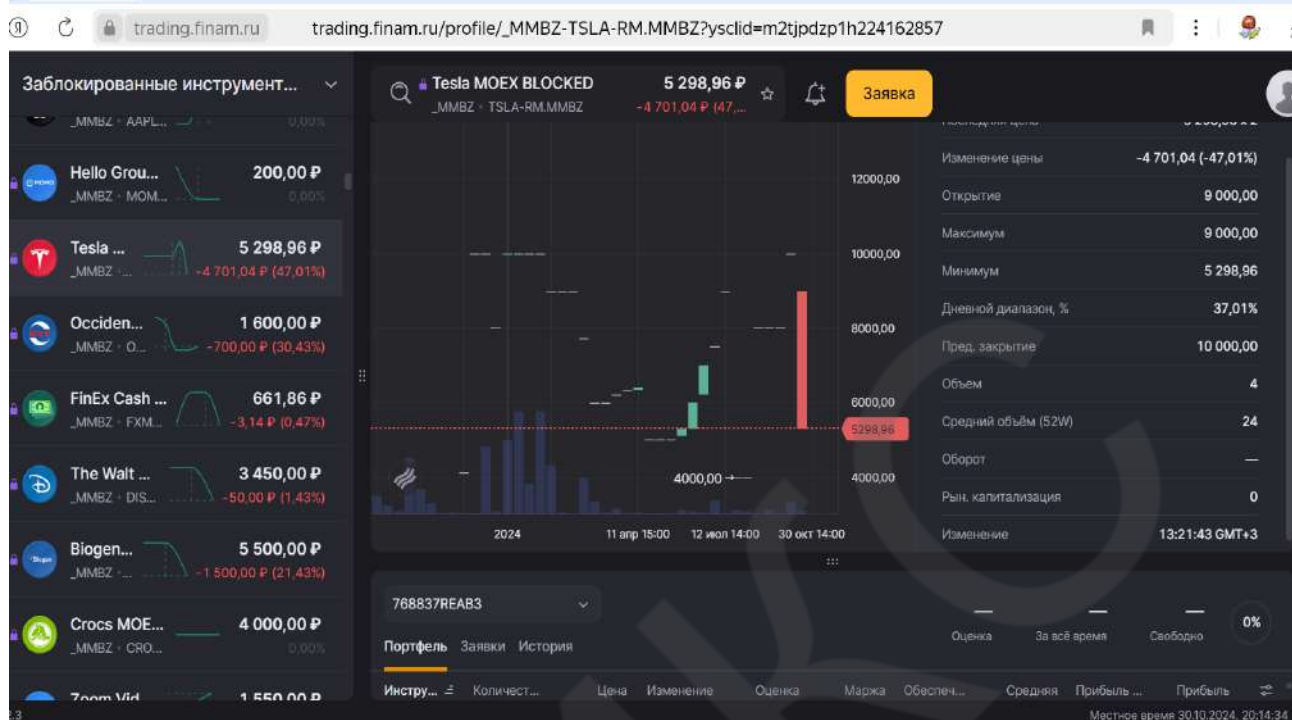 trading.finam.ru trading.finam.ru/profile/_MMBZ-TSLA-RM.MMBZ?ysclid=m2tjpdzp1h224162857
Заблокированные инструмент...
_MMBZ · AAPL... 0,00%
Hello Grou... 200,00 ₽
_MMBZ · MOM... 0,00%
Tesla ... 5 298,96 ₽
_MMBZ ·... -4 701,04 ₽ (47,01%)
Occiden... 1 600,00 ₽
_MMBZ · O... -700,00 ₽ (30,43%)
FinEx Cash ... 661,86 ₽
_MMBZ · FXM... -3,14 ₽ (0,47%)
The Walt ... 3 450,00 ₽
_MMBZ · DIS... -50,00 ₽ (1,43%)
Biogen... 5 500,00 ₽
_MMBZ ·... -1 500,00 ₽ (21,43%)
Crocs MOE... 4 000,00 ₽
_MMBZ · CRO... 0,00%
Zoom Vid 1 550,00 ₽
Tesla MOEX BLOCKED 5 298,96 ₽
_MMBZ · TSLA-RM.MMBZ -4 701,04 ₽ (47,...
Заявка
12000,00
10000,00
8000,00
6000,00
5298,96
4000,00
4000,00
2024 11 апр 15:00 12 июл 14:00 30 окт 14:00
Последняя цена 5 298,96 x 2
Изменение цены -4 701,04 (-47,01%)
Открытие 9 000,00
Максимум 9 000,00
Минимум 5 298,96
Дневной диапазон, % 37,01%
Пред. закрытие 10 000,00
Объем 4
Средний объём (52W) 24
Оборот —
Рын. капитализация 0
Изменение 13:21:43 GMT+3
768837REAB3
— — — 0%
Оценка За всё время Свободно
Портфель Заявки История
Инстру... Количест... Цена Изменение Оценка Маржа Обеспеч... Средняя Прибыль ... Прибыль
Местное время 30.10.2024, 20:14:34